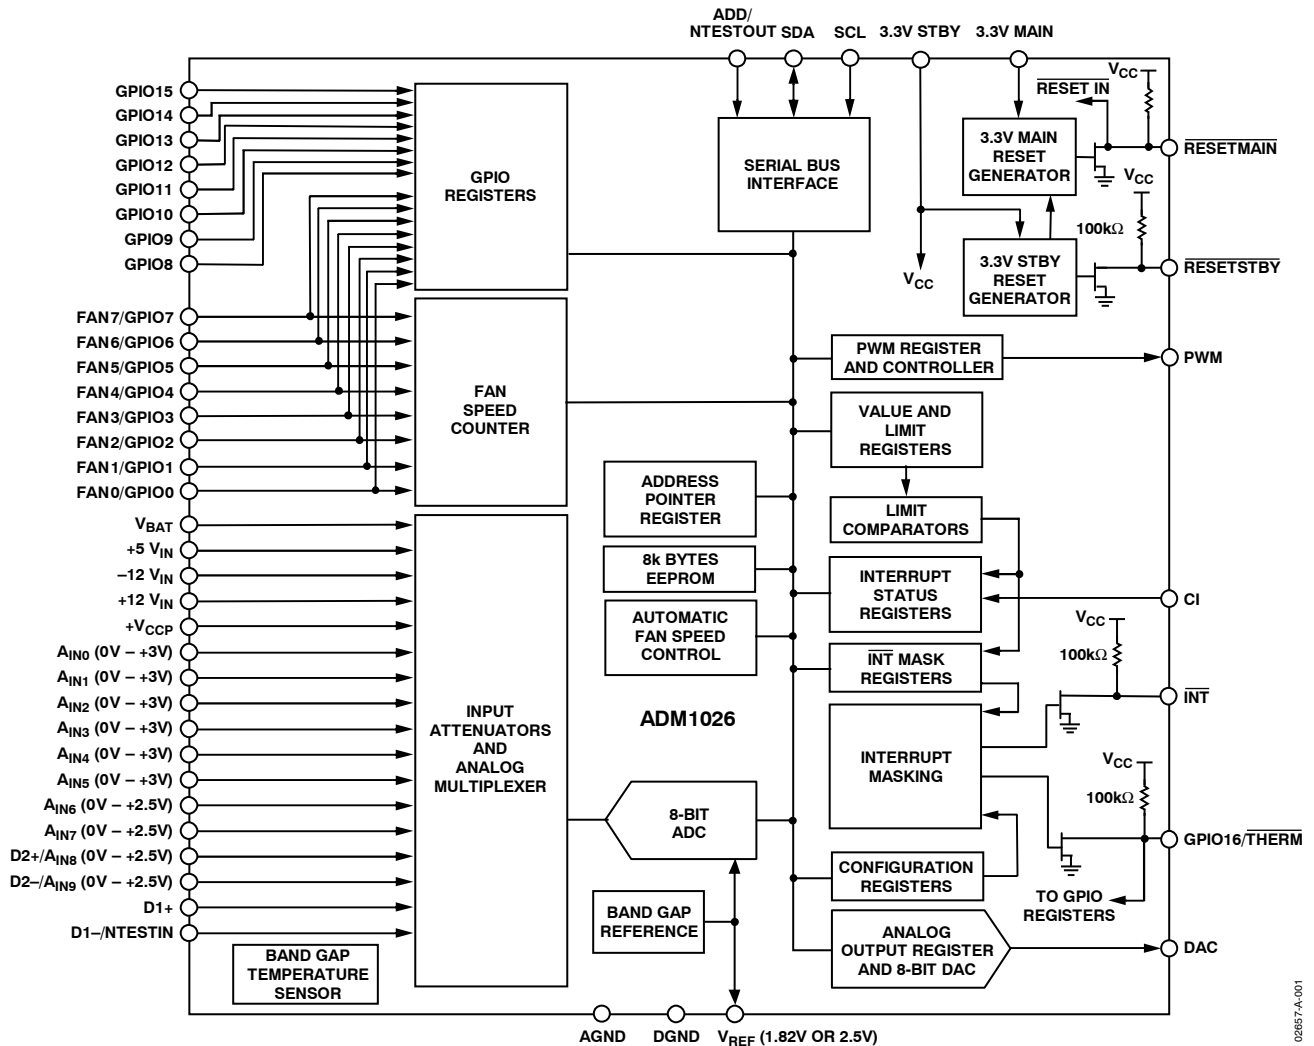 ADD/
NTESTOUT SDA SCL 3.3V STBY 3.3V MAIN
GPIO15
GPIO14
GPIO13
GPIO12
GPIO11
GPIO10
GPIO9
GPIO8
GPIO
REGISTERS
SERIAL BUS
INTERFACE
VCC
3.3V MAIN
RESET
GENERATOR
3.3V STBY
RESET
GENERATOR
RESET IN
VCC
RESETMAIN
VCC
100kΩ
RESETSTBY
FAN7/GPIO7
FAN6/GPIO6
FAN5/GPIO5
FAN4/GPIO4
FAN3/GPIO3
FAN2/GPIO2
FAN1/GPIO1
FAN0/GPIO0
FAN
SPEED
COUNTER
PWM REGISTER
AND CONTROLLER
PWM
VALUE AND
LIMIT
REGISTERS
ADDRESS
POINTER
REGISTER
LIMIT
COMPARATORS
8k BYTES
EEPROM
INTERRUPT
STATUS
REGISTERS
CI
AUTOMATIC
FAN SPEED
CONTROL
INT MASK
REGISTERS
VCC
100kΩ
INT
VBAT
+5 VIN
–12 VIN
+12 VIN
+VCCP
AIN0 (0V – +3V)
AIN1 (0V – +3V)
AIN2 (0V – +3V)
AIN3 (0V – +3V)
AIN4 (0V – +3V)
AIN5 (0V – +3V)
AIN6 (0V – +2.5V)
AIN7 (0V – +2.5V)
D2+/AIN8 (0V – +2.5V)
D2–/AIN9 (0V – +2.5V)
D1+
D1–/NTESTIN
INPUT
ATTENUATORS
AND
ANALOG
MULTIPLEXER
ADM1026
INTERRUPT
MASKING
8-BIT
ADC
VCC
100kΩ
GPIO16/THERM
TO GPIO
REGISTERS
CONFIGURATION
REGISTERS
BAND GAP
REFERENCE
ANALOG
OUTPUT REGISTER
AND 8-BIT DAC
DAC
BAND GAP
TEMPERATURE
SENSOR
AGND DGND VREF (1.82V OR 2.5V)
02657-A-001